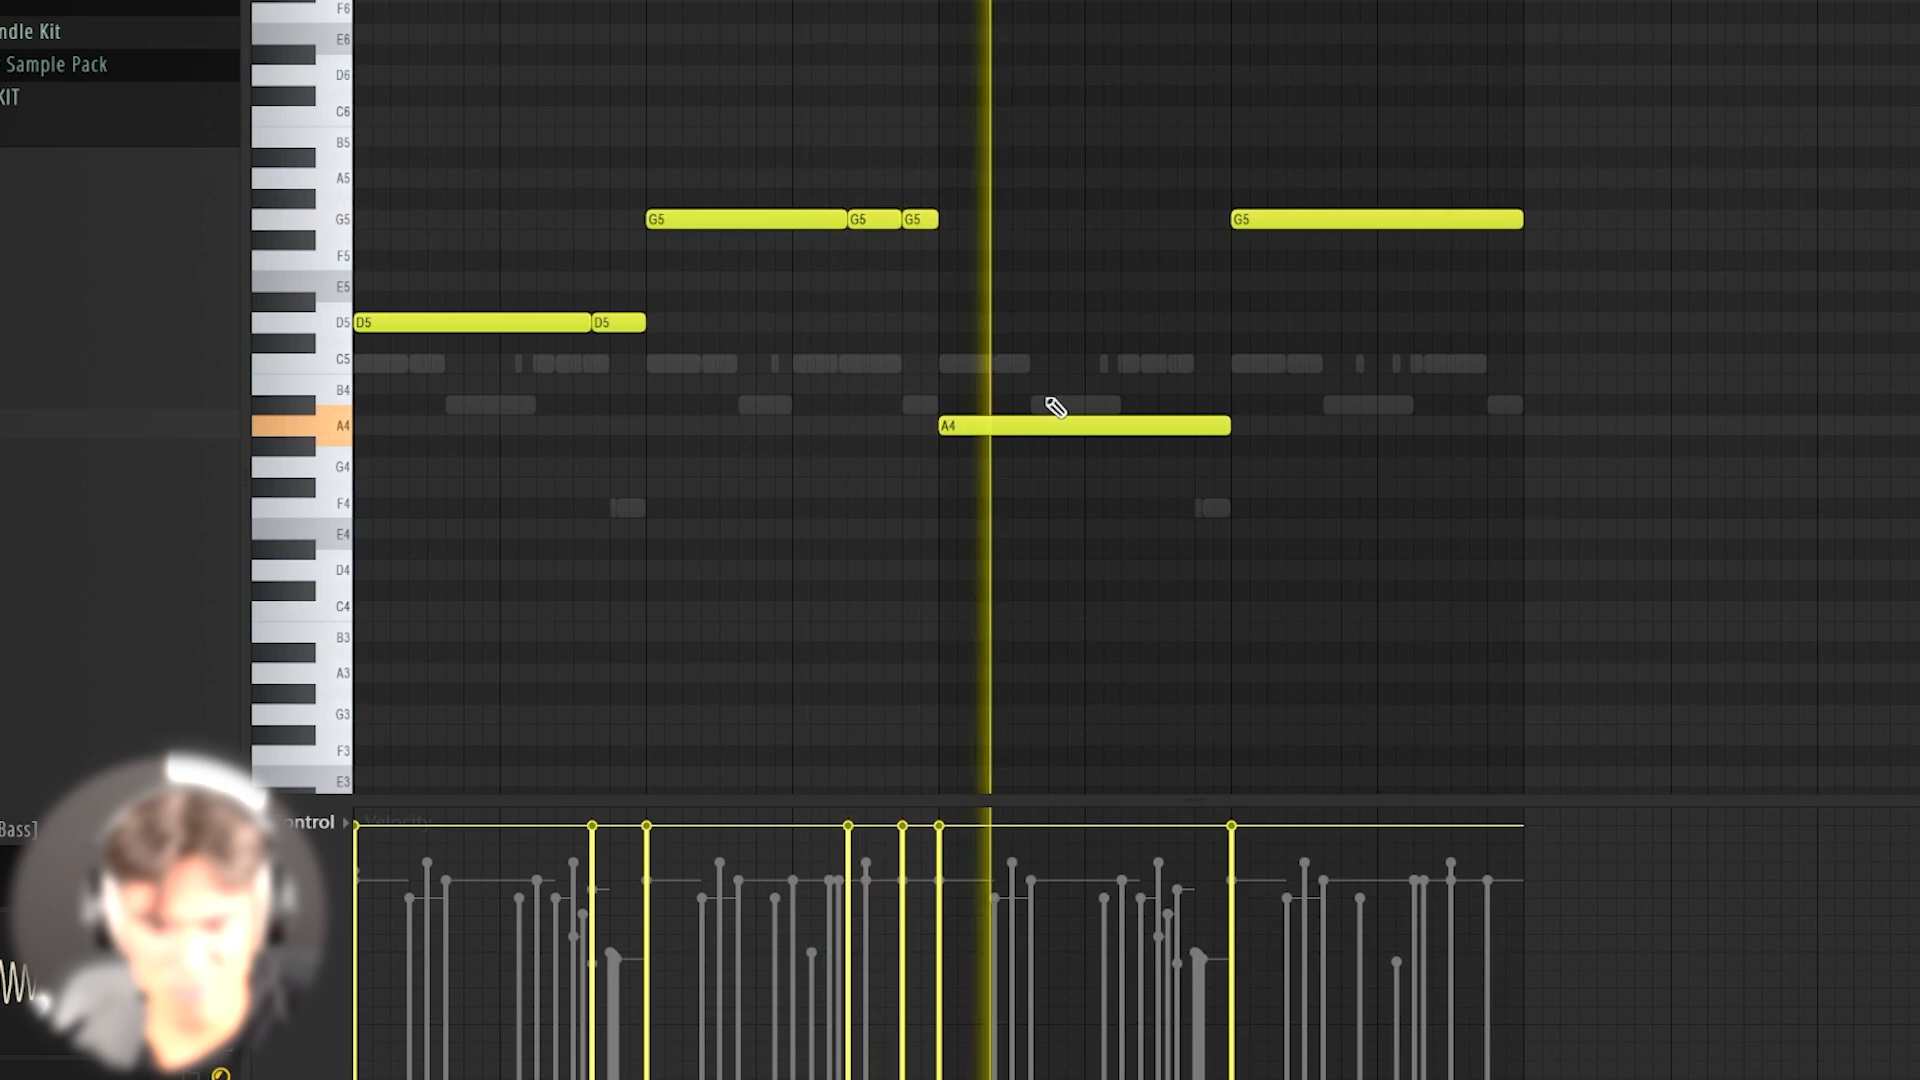 ndle Kit
Sample Pack
KIT
F6
E6
D6
C6
B5
A5
G5
F5
E5
D5
C5
B4
A4
G4
F4
E4
D4
C4
B3
A3
G3
F3
E3
G5 G5 G5 G5
D5 D5
A4
Bass]
ontrol Velocity